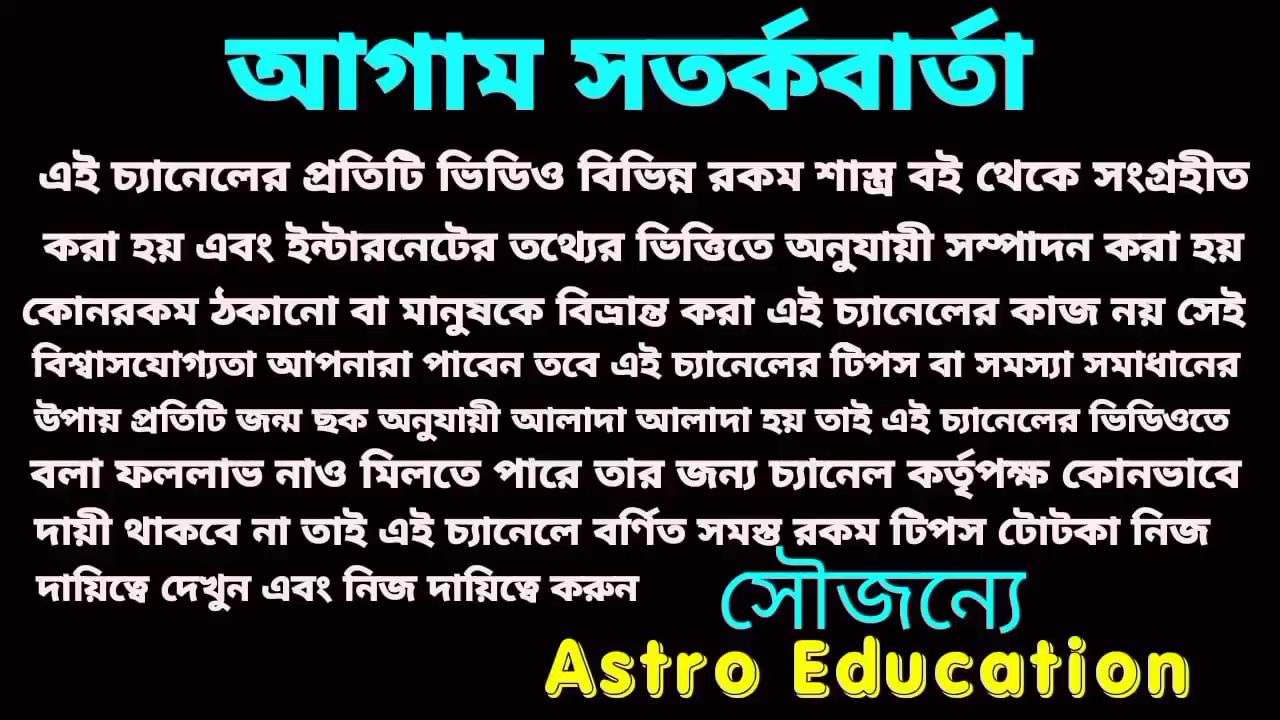 আগাম সতর্কবার্তা
এই চ্যানেলের প্রতিটি ভিডিও বিভিন্ন রকম শাস্ত্র বই থেকে সংগ্রহীত
করা হয় এবং ইন্টারনেটের তথ্যের ভিত্তিতে অনুযায়ী সম্পাদন করা হয়
কোনরকম ঠকানো বা মানুষকে বিভ্রান্ত করা এই চ্যানেলের কাজ নয় সেই
বিশ্বাসযোগ্যতা আপনারা পাবেন তবে এই চ্যানেলের টিপস বা সমস্যা সমাধানের
উপায় প্রতিটি জন্ম ছক অনুযায়ী আলাদা আলাদা হয় তাই এই চ্যানেলের ভিডিওতে
বলা ফললাভ নাও মিলতে পারে তার জন্য চ্যানেল কর্তৃপক্ষ কোনভাবে
দায়ী থাকবে না তাই এই চ্যানেলে বর্ণিত সমস্ত রকম টিপস টোটকা নিজ
দায়িত্বে দেখুন এবং নিজ দায়িত্বে করুন
সৌজন্যে
Astro Education